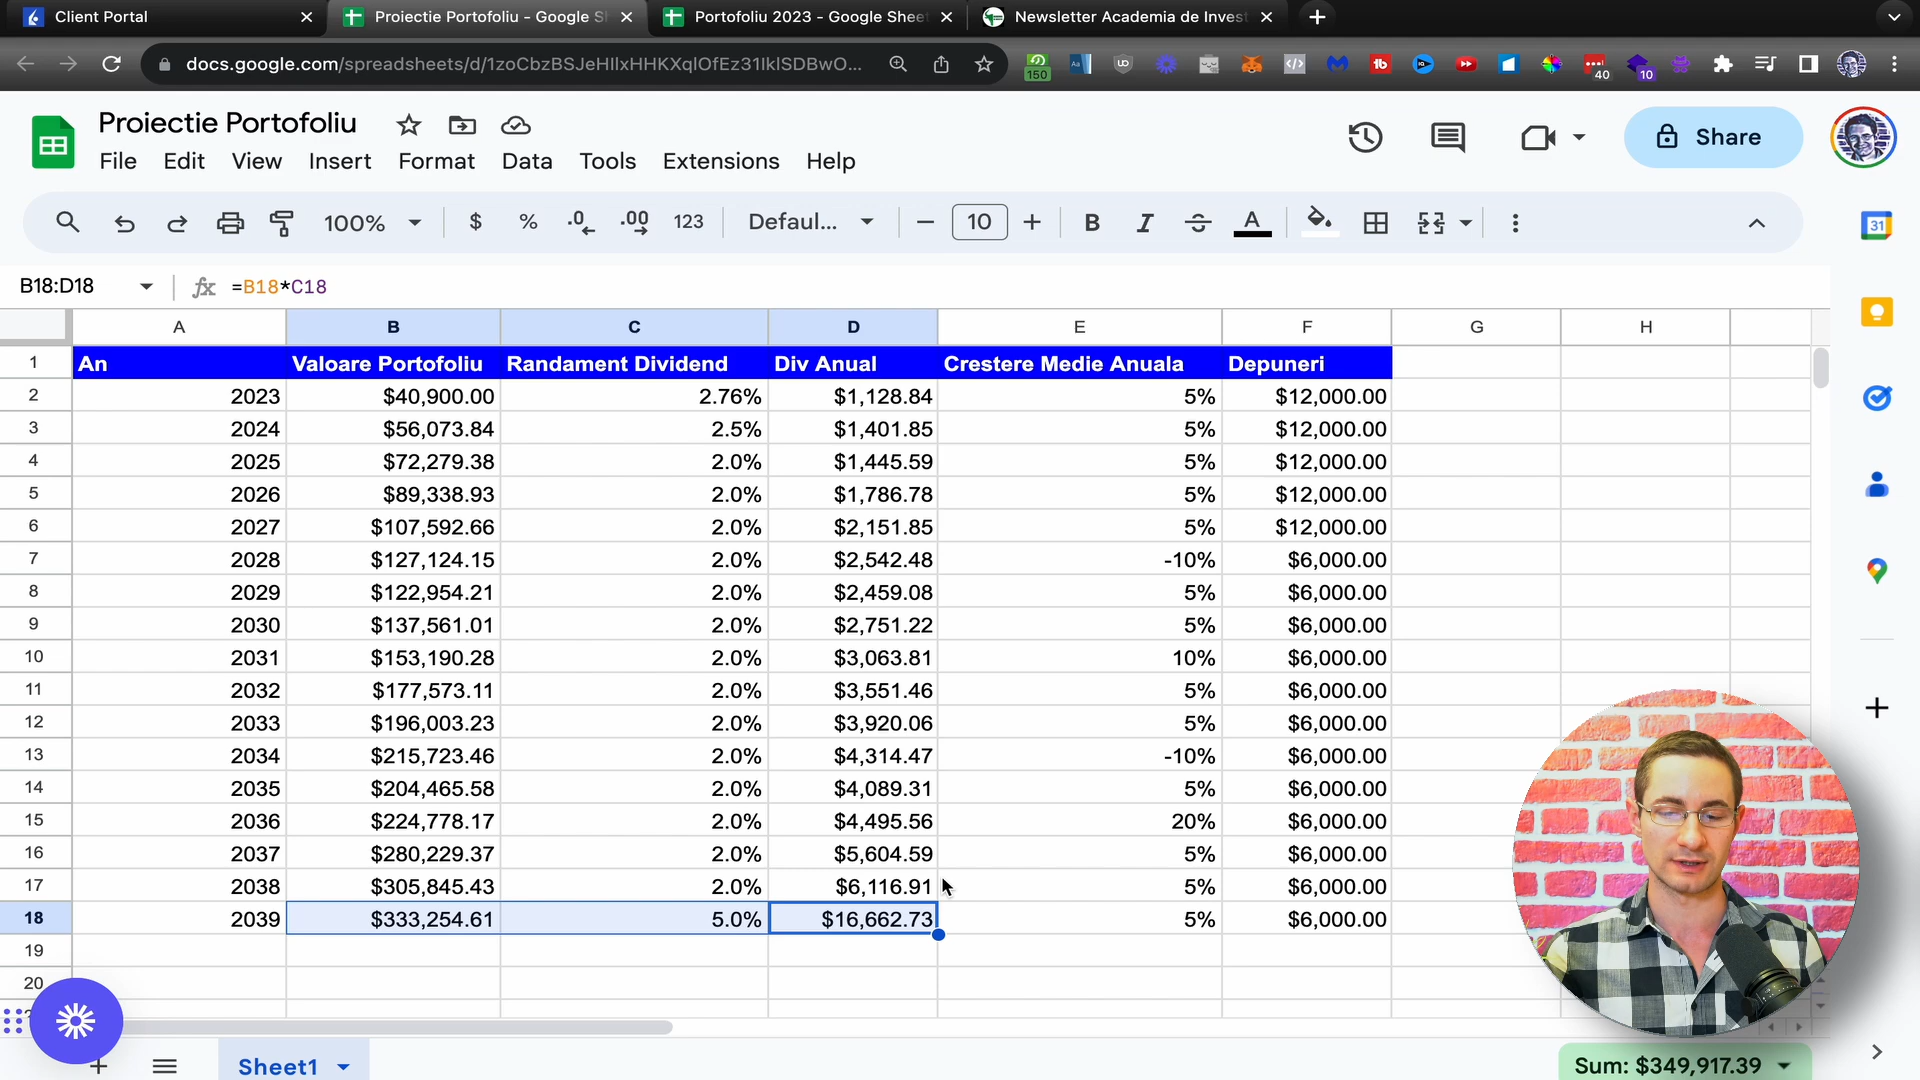 Client Portal
Proiectie Portofoliu - Google S
Portofoliu 2023 - Google Sheet
Newsletter Academia de Invest
docs.google.com/spreadsheets/d/1zoCbzBSJeHIlxHHKXqlOfEz31IklSDBwO...
150
40
10
Proiectie Portofoliu
File Edit View Insert Format Data Tools Extensions Help
Share
100% $ % .0 .00 123 Defaul... 10 B I A
31
B18:D18 fx =B18*C18
A B C D E F G H
1 An Valoare Portofoliu Randament Dividend Div Anual Crestere Medie Anuala Depuneri
2 2023 $40,900.00 2.76% $1,128.84 5% $12,000.00
3 2024 $56,073.84 2.5% $1,401.85 5% $12,000.00
4 2025 $72,279.38 2.0% $1,445.59 5% $12,000.00
5 2026 $89,338.93 2.0% $1,786.78 5% $12,000.00
6 2027 $107,592.66 2.0% $2,151.85 5% $12,000.00
7 2028 $127,124.15 2.0% $2,542.48 -10% $6,000.00
8 2029 $122,954.21 2.0% $2,459.08 5% $6,000.00
9 2030 $137,561.01 2.0% $2,751.22 5% $6,000.00
10 2031 $153,190.28 2.0% $3,063.81 10% $6,000.00
11 2032 $177,573.11 2.0% $3,551.46 5% $6,000.00
12 2033 $196,003.23 2.0% $3,920.06 5% $6,000.00
13 2034 $215,723.46 2.0% $4,314.47 -10% $6,000.00
14 2035 $204,465.58 2.0% $4,089.31 5% $6,000.00
15 2036 $224,778.17 2.0% $4,495.56 20% $6,000.00
16 2037 $280,229.37 2.0% $5,604.59 5% $6,000.00
17 2038 $305,845.43 2.0% $6,116.91 5% $6,000.00
18 2039 $333,254.61 5.0% $16,662.73 5% $6,000.00
19
20
Sheet1
Sum: $349,917.39